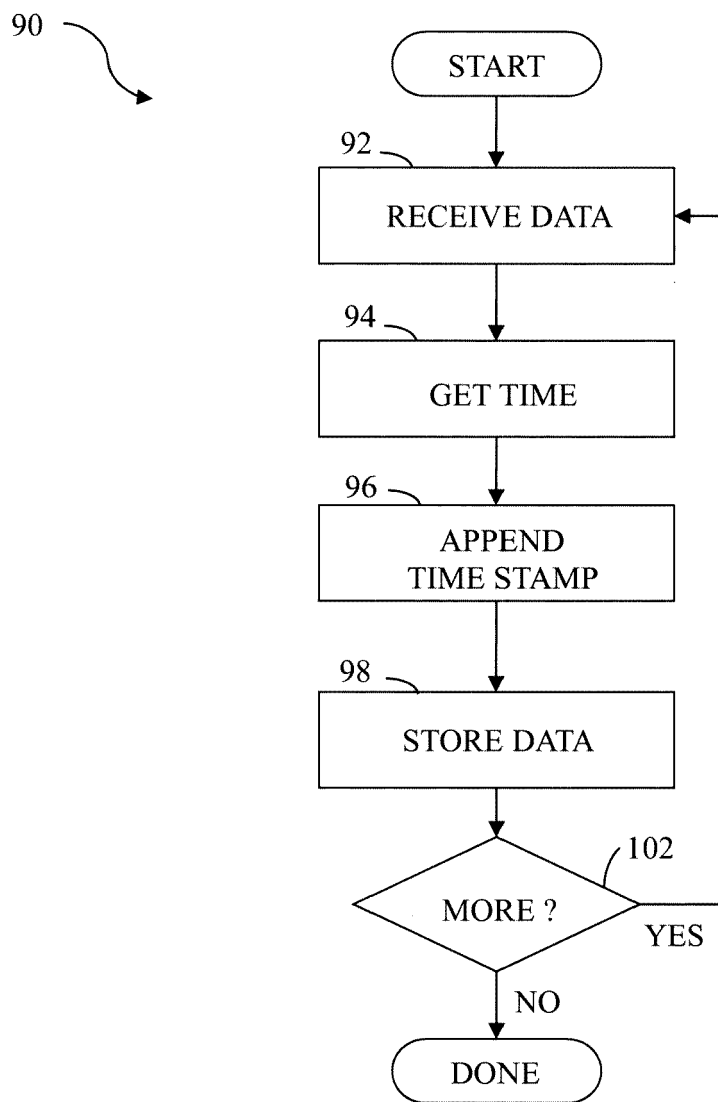 90
START
92
RECEIVE DATA
94
GET TIME
96
APPEND
TIME STAMP
98
STORE DATA
102
MORE ?
YES
NO
DONE